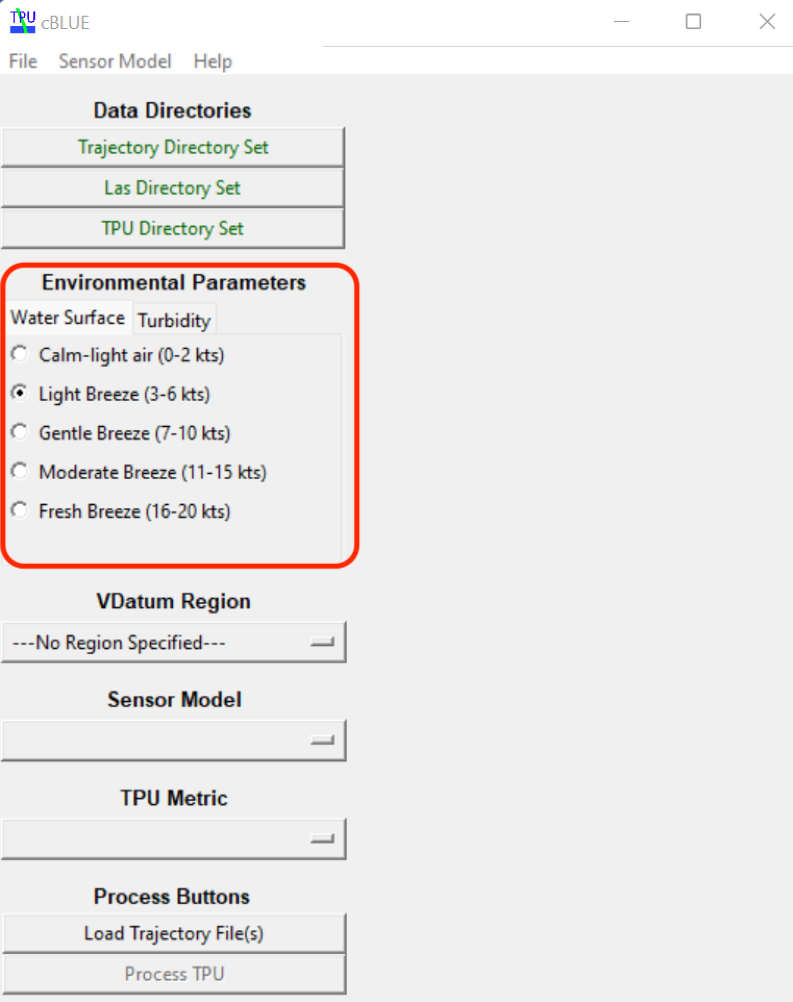 TPU cBLUE
File Sensor Model Help
Data Directories
Trajectory Directory Set
Las Directory Set
TPU Directory Set
Environmental Parameters
Water Surface Turbidity
Calm-light air (0-2 kts)
Light Breeze (3-6 kts)
Gentle Breeze (7-10 kts)
Moderate Breeze (11-15 kts)
Fresh Breeze (16-20 kts)
VDatum Region
---No Region Specified---
Sensor Model
TPU Metric
Process Buttons
Load Trajectory File(s)
Process TPU